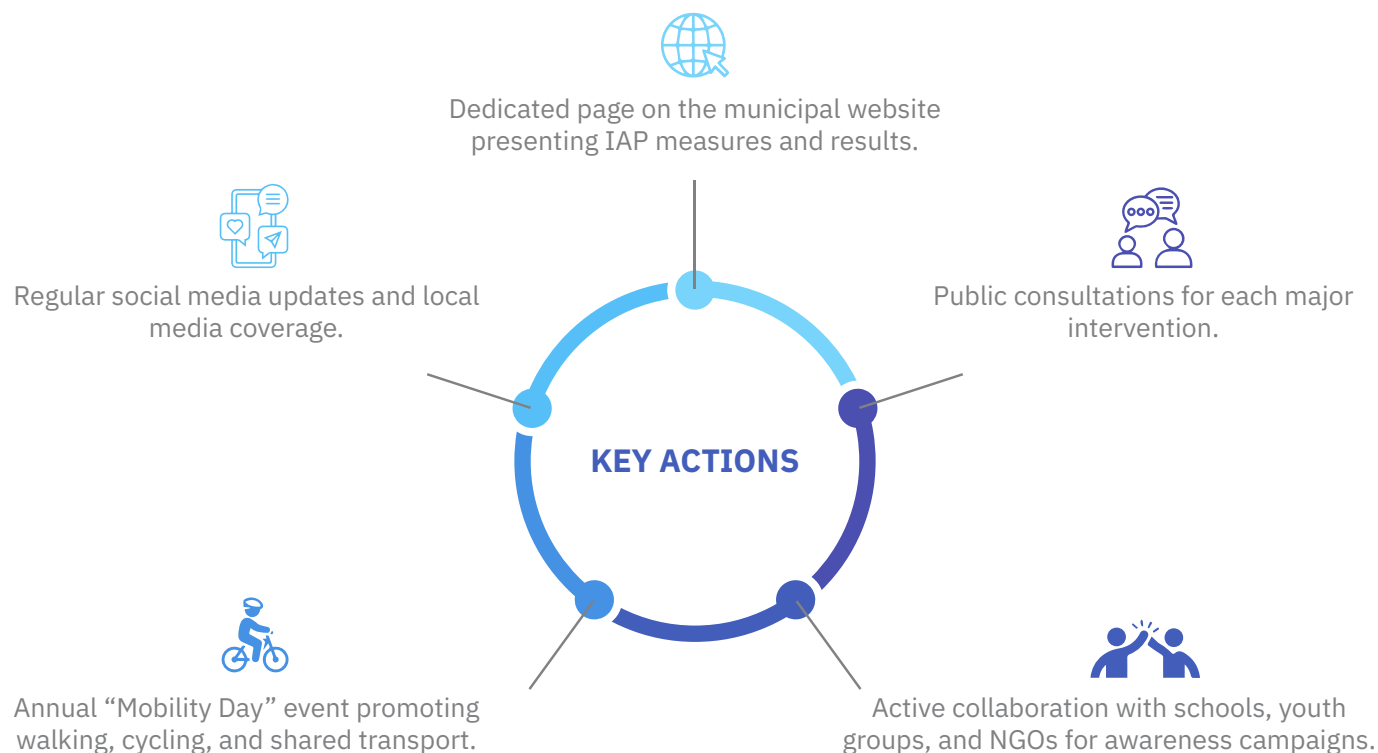 Dedicated page on the municipal website
presenting IAP measures and results.
Regular social media updates and local
media coverage.
Public consultations for each major
intervention.
KEY ACTIONS
Annual “Mobility Day” event promoting
walking, cycling, and shared transport.
Active collaboration with schools, youth
groups, and NGOs for awareness campaigns.